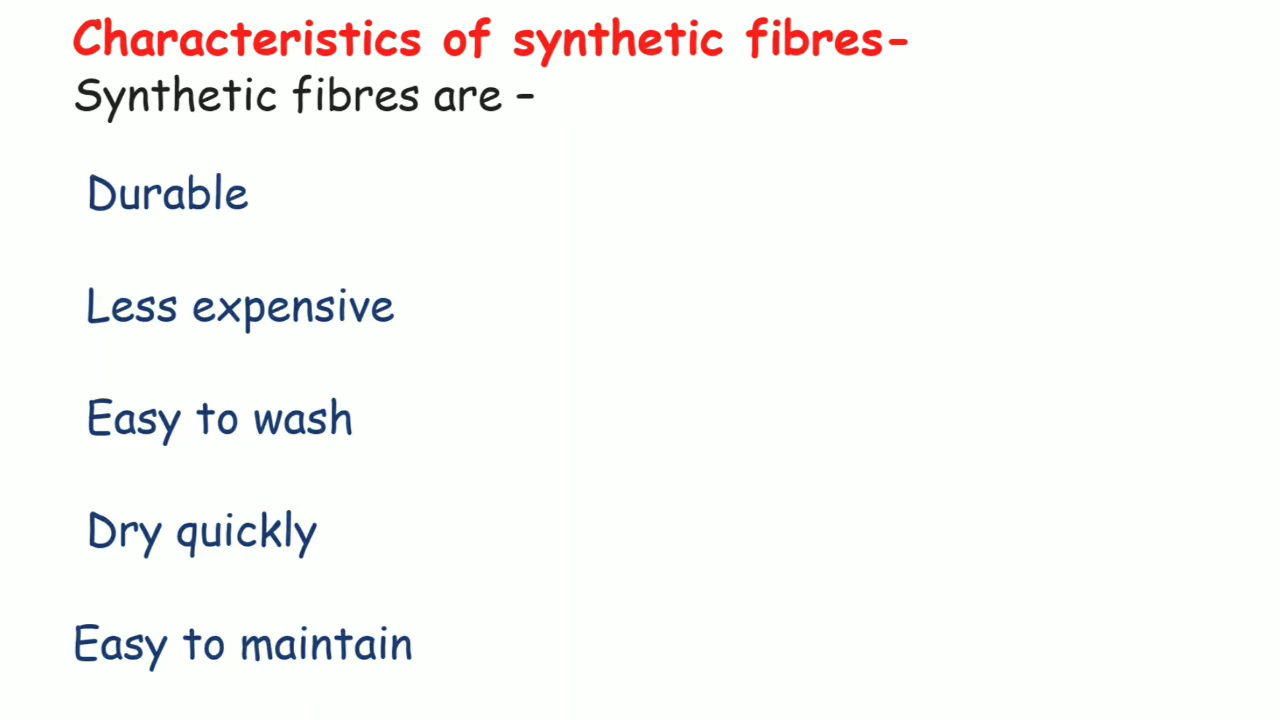 Characteristics of synthetic fibres-
Synthetic fibres are -
Durable
Less expensive
Easy to wash
Dry quickly
Easy to maintain